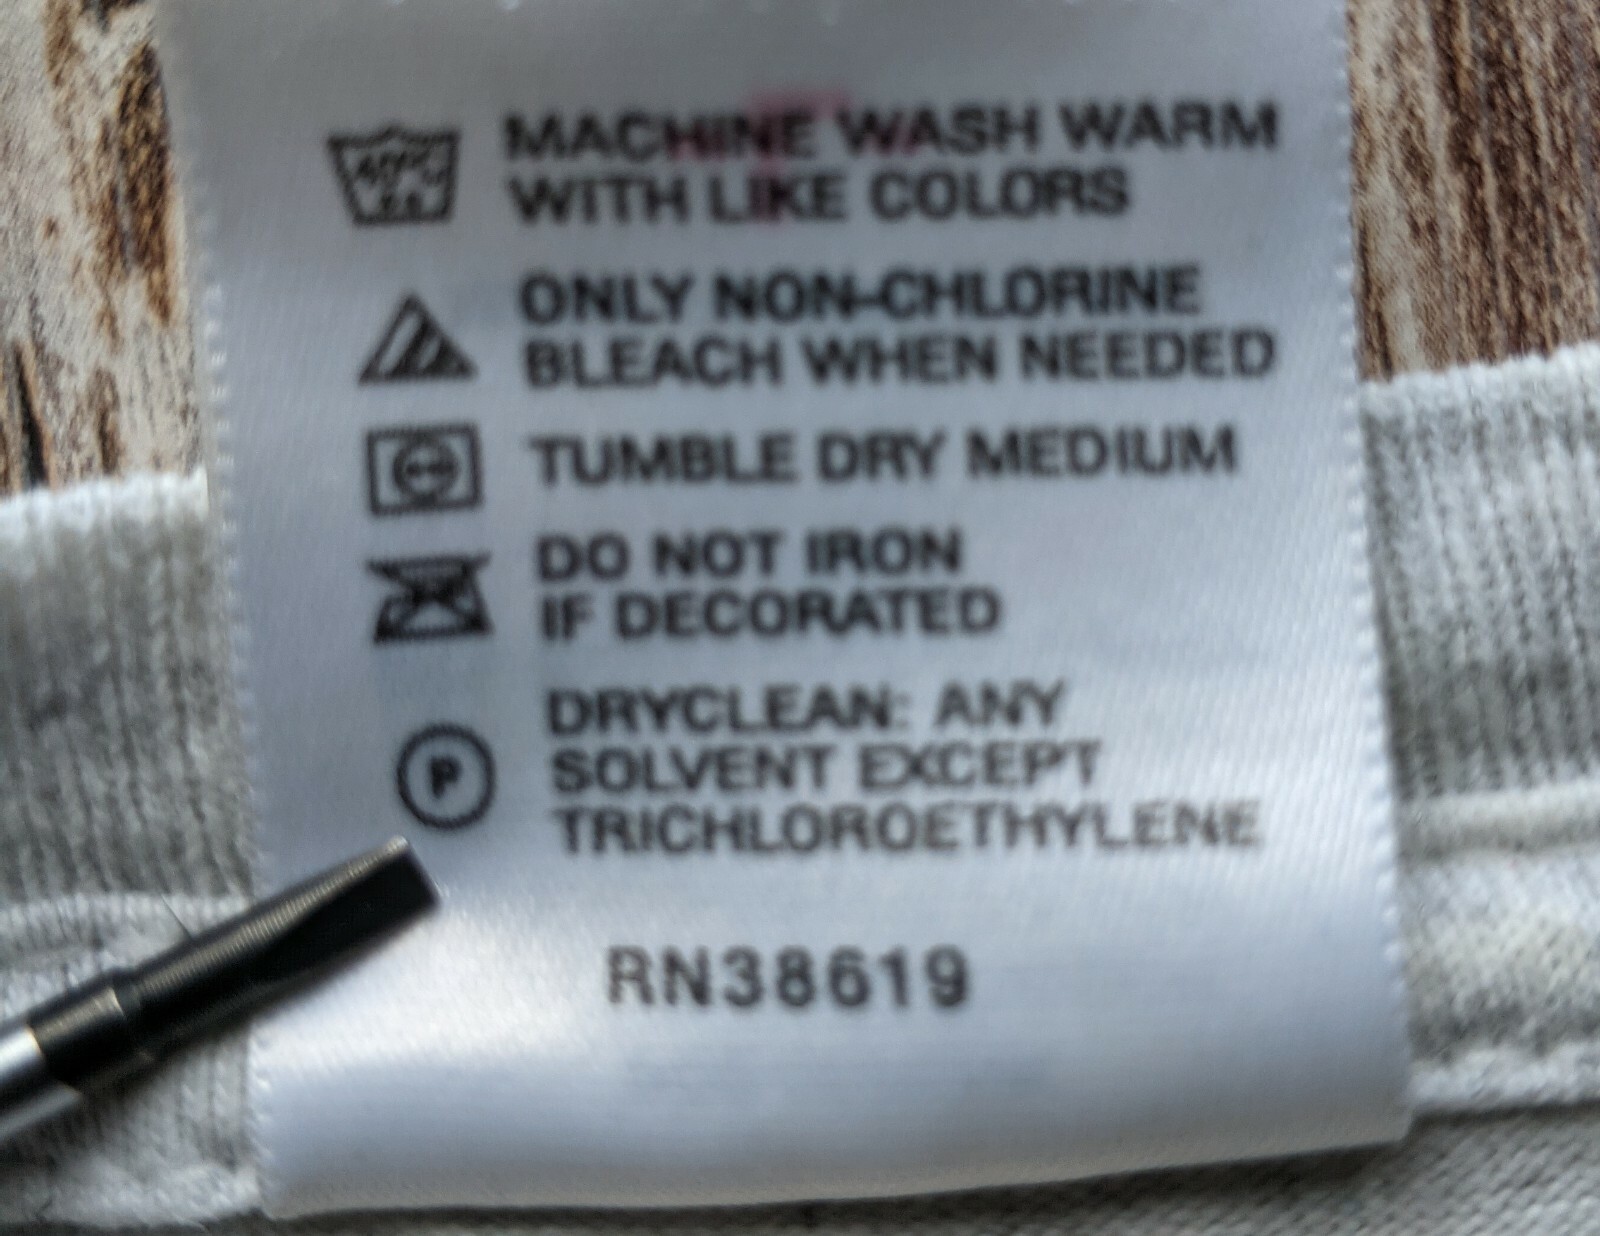 MACHINE WASH WARM
WITH LIKE COLORS
ONLY NON-CHLORINE
BLEACH WHEN NEEDED
TUMBLE DRY MEDIUM
DO NOT IRON
IF DECORATED
P
DRYCLEAN: ANY
SOLVENT EXCEPT
TRICHLOROETHYLENE
RN38619